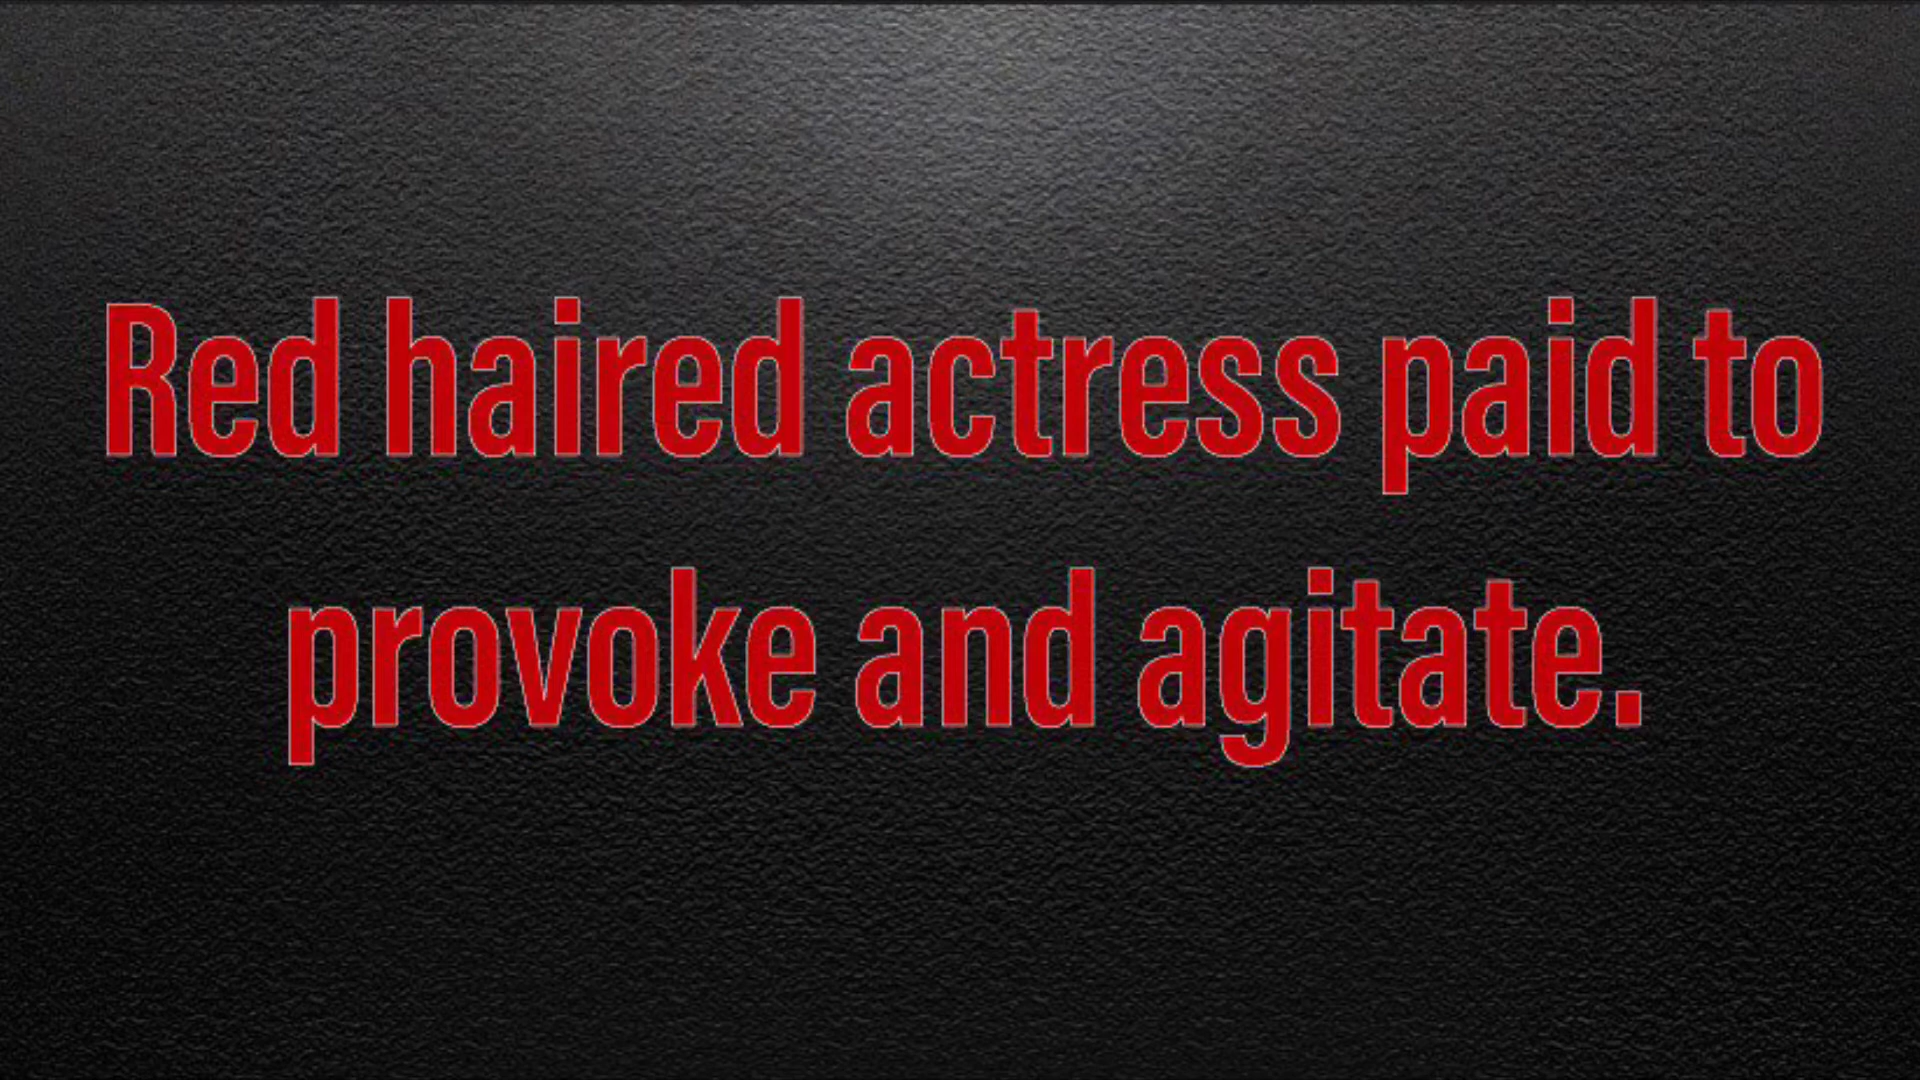 Red haired actress paid to
provoke and agitate.